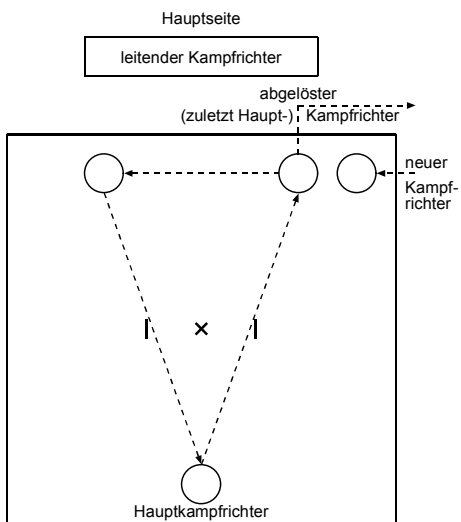 Hauptseite
leitender Kampfrichter
abgelöster
(zuletzt Haupt-) Kampfrichter
neuer
Kampf-
richter
Hauptkampfrichter